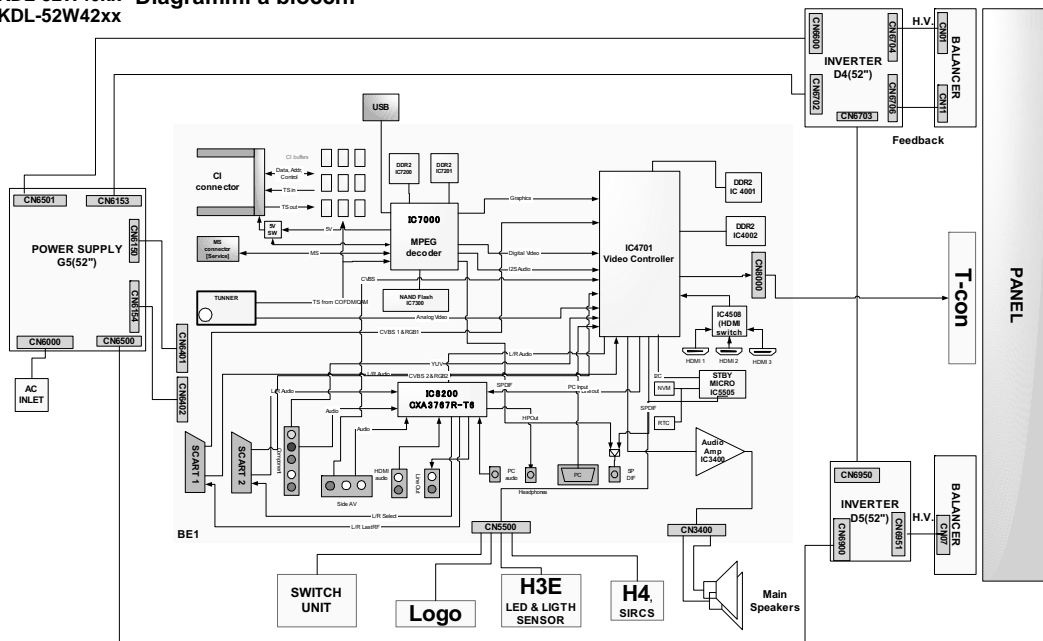 Diagrammi a blocchi
KDL-52W42xx
USB
CI buffers
CI
connector
Data, Addr,
Control
TS in
TS out
5V
SW
5V
MS
connector
[Service]
MS
TUNNER
TS from COFDM/QAM
DDR2
IC7200
DDR2
IC7201
IC7000
MPEG
decoder
NAND Flash
IC7300
Graphics
Digital Video
I2S Audio
CVBS
Analog Video
CVBS 1 & RGB1
YUV
L/R Audio
L/R Audio
CVBS 2 & RGB2
L/R Audio
IC4701
Video Controller
DDR2
IC 4001
DDR2
IC4002
CN8000
IC4508
(HDMI
switch
HDMI 1
HDMI 2
HDMI 3
I2C
STBY
MICRO
IC5505
NVM
RTC
SPDIF
SPDIF
PC Input
IC8200
CXA3767R-T6
HPOut
Audio
Audio
Audio
Amp
IC3400
SCART 1
SCART 2
Component
Side AV
HDMI
audio
Line Out
PC
audio
Headphones
PC
SP
DIF
L/R Select
L/R LastRF
BE1
CN5500
CN3400
SWITCH
UNIT
Logo
H3E
LED & LIGTH
SENSOR
H4,
SIRCS
Main
Speakers
CN6501
CN6153
CN6150
POWER SUPPLY
G5(52")
CN6154
CN6000
CN6500
AC
INLET
CN6401
CN6402
CN6600
CN6704
INVERTER
D4(52")
CN6702
CN6706
CN6703
H.V.
CN01
CN11
BALANCER
Feedback
T-con
PANEL
CN6950
INVERTER
D5(52")
CN6900
CN6951
H.V.
CN07
BALANCER